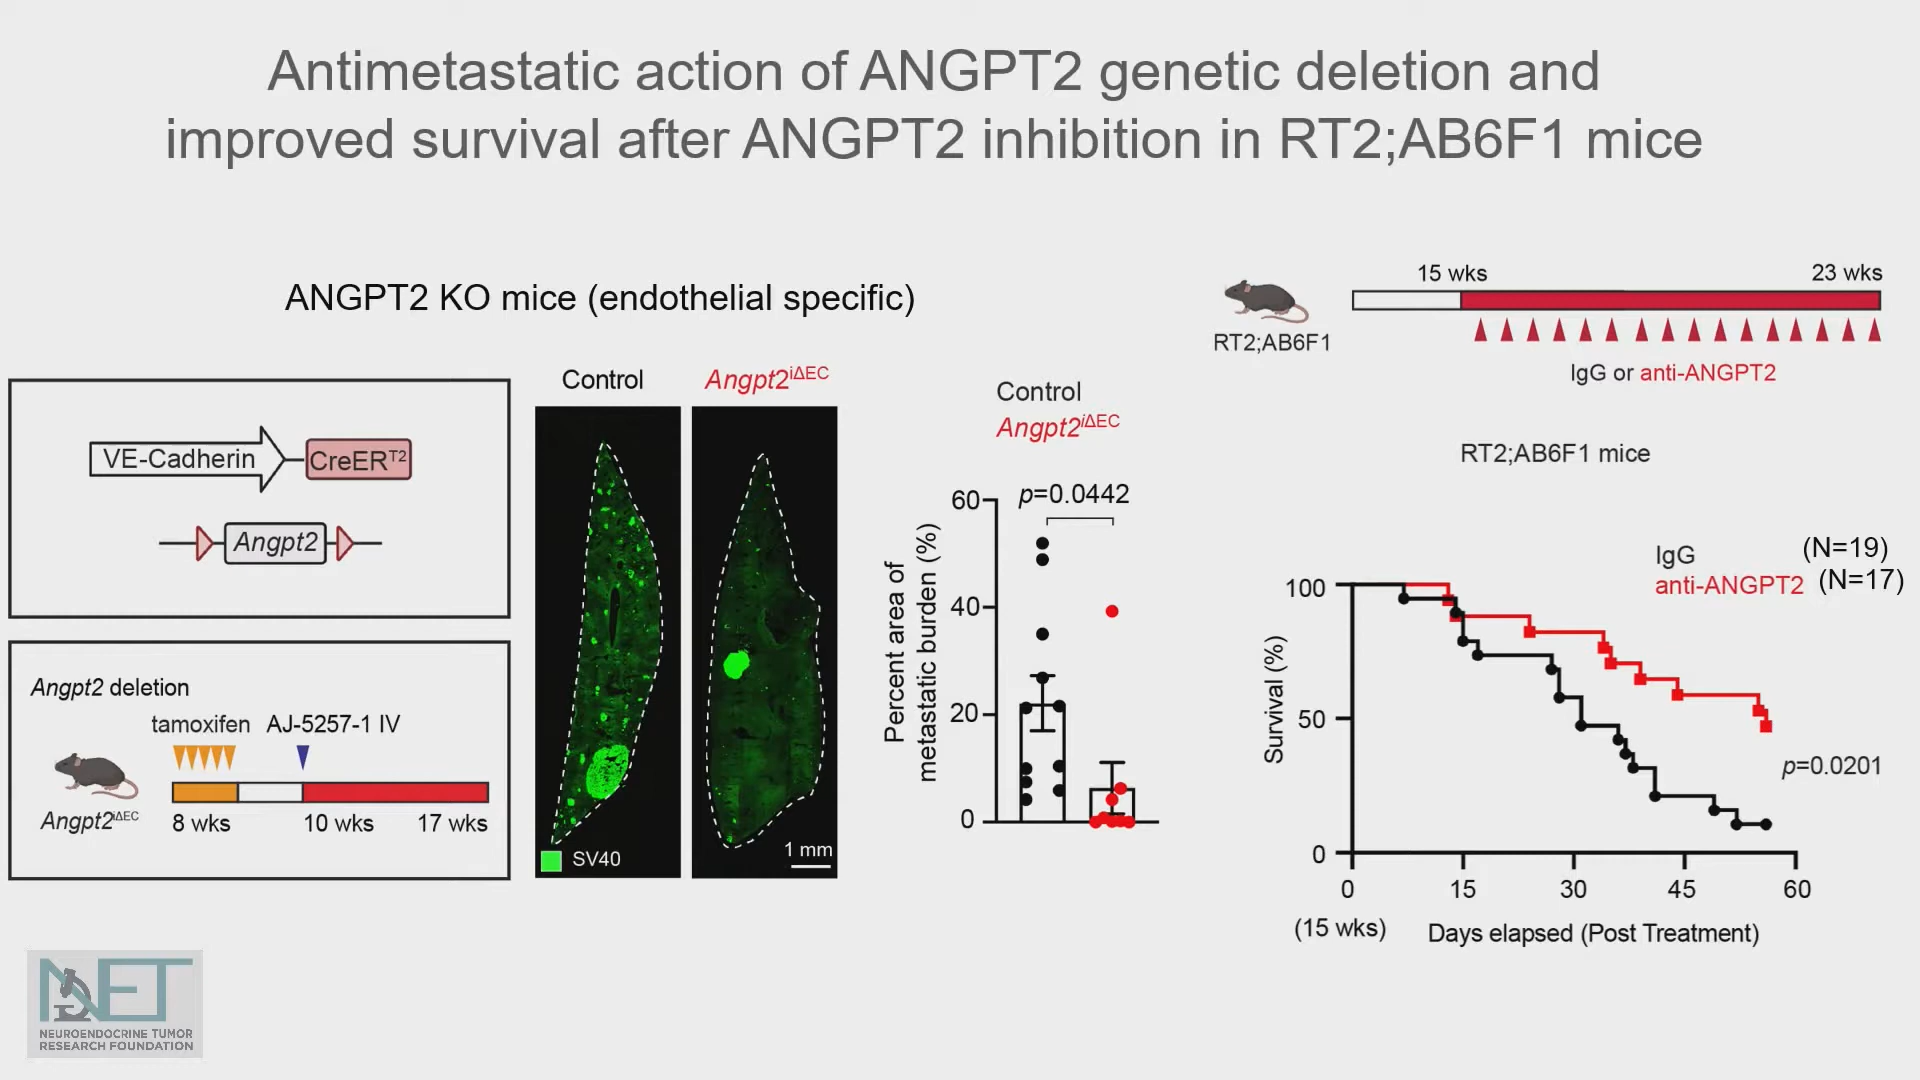 Antimetastatic action of ANGPT2 genetic deletion and
improved survival after ANGPT2 inhibition in RT2;AB6F1 mice
ANGPT2 KO mice (endothelial specific)
VE-Cadherin
CreERT2
Angpt2
Angpt2 deletion
tamoxifen
AJ-5257-1 IV
Angpt2iΔEC
8 wks
10 wks
17 wks
Control
Angpt2iΔEC
SV40
1 mm
Control
Angpt2iΔEC
p=0.0442
Percent area of
metastatic burden (%)
60
40
20
0
15 wks
23 wks
RT2;AB6F1
IgG or anti-ANGPT2
RT2;AB6F1 mice
IgG (N=19)
anti-ANGPT2 (N=17)
Survival (%)
100
50
0
p=0.0201
0
15
30
45
60
(15 wks)
Days elapsed (Post Treatment)
NET
NEUROENDOCRINE TUMOR
RESEARCH FOUNDATION